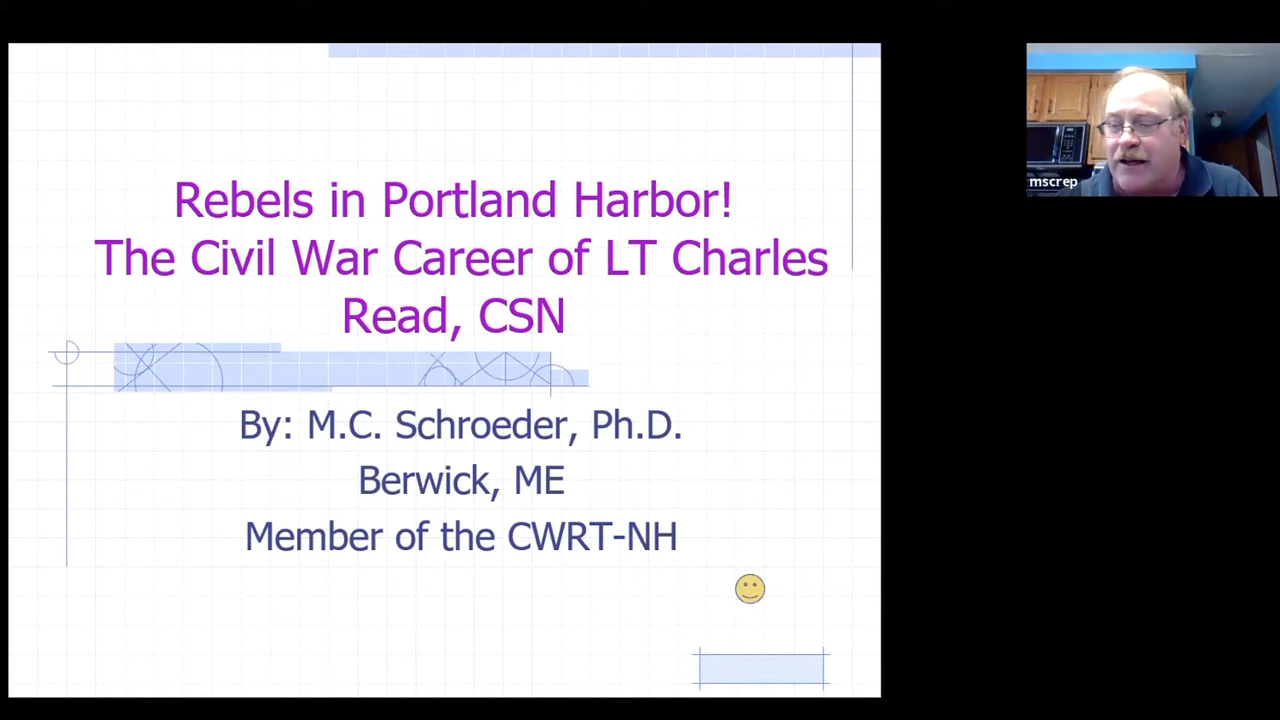 Rebels in Portland Harbor!
The Civil War Career of LT Charles
Read, CSN
By: M.C. Schroeder, Ph.D.
Berwick, ME
Member of the CWRT-NH
mscrep